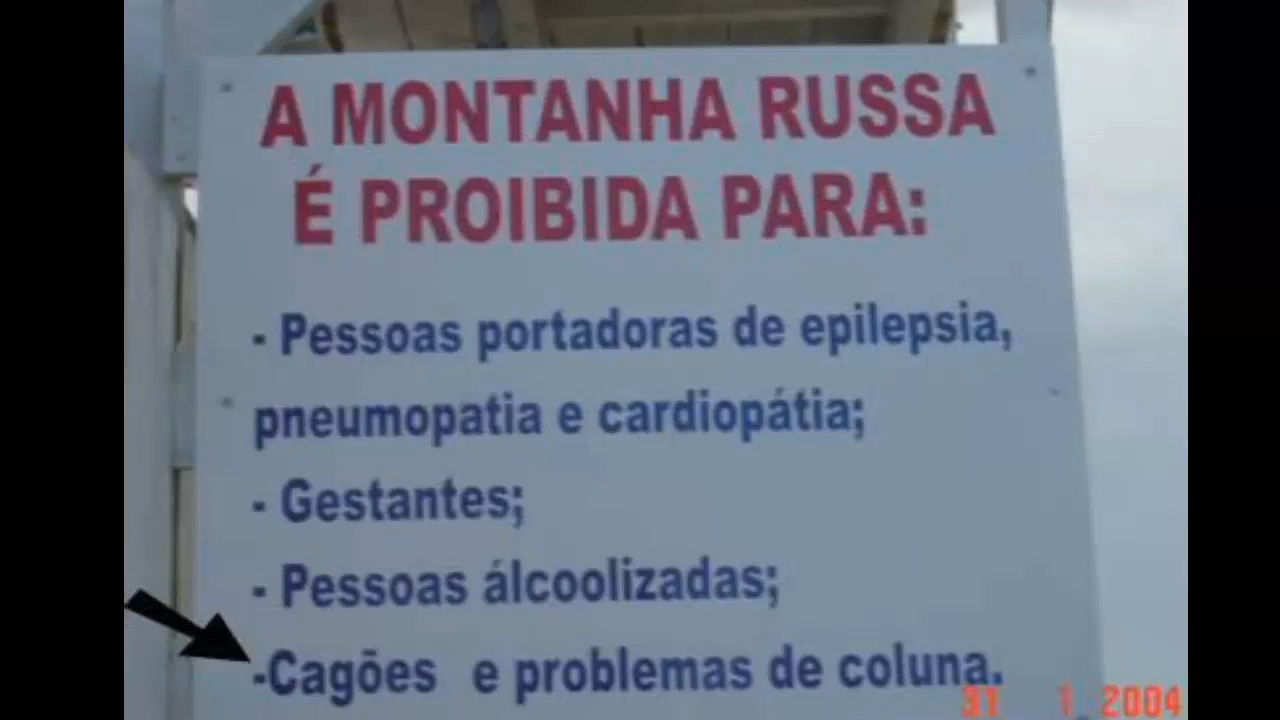 A MONTANHA RUSSA
É PROIBIDA PARA:
- Pessoas portadoras de epilepsia,
pneumopatia e cardiopátia;
- Gestantes;
- Pessoas álcoolizadas;
-Cagões e problemas de coluna.
31 1 2004